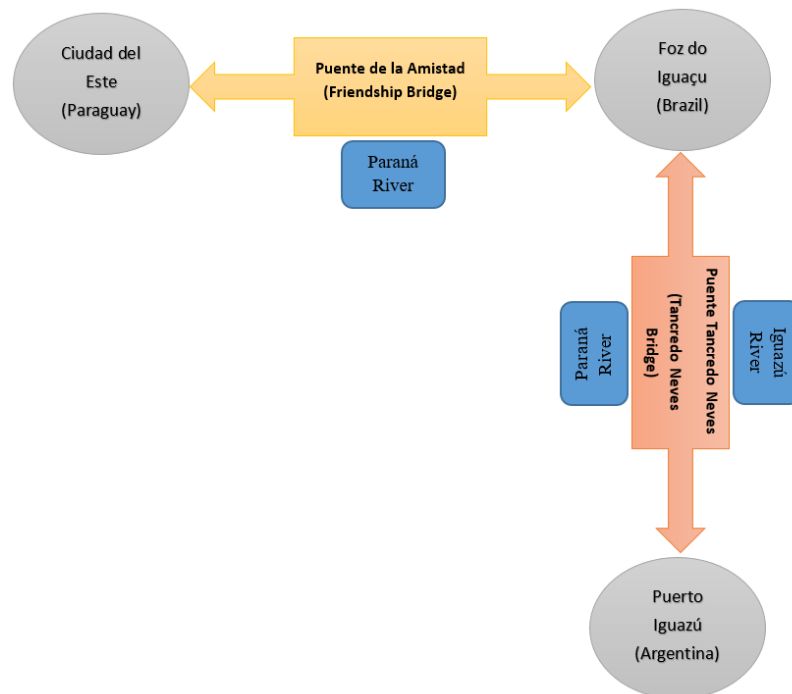 Ciudad del
Este
(Paraguay)
Puente de la Amistad
(Friendship Bridge)
Foz do
Iguaçu
(Brazil)
Paraná
River
Paraná
River
Puente Tancredo Neves
(Tancredo Neves
Bridge)
Iguazú
River
Puerto
Iguazú
(Argentina)